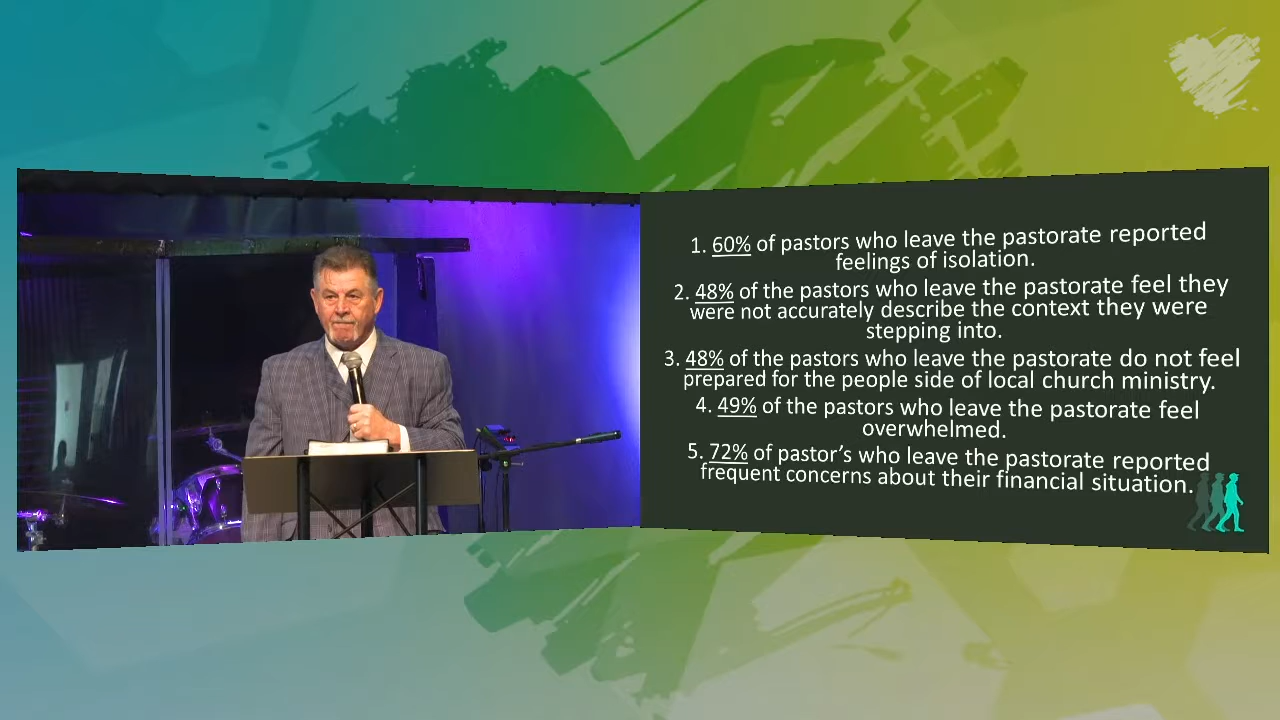 1. 60% of pastors who leave the pastorate reported
feelings of isolation.
2. 48% of the pastors who leave the pastorate feel they
were not accurately describe the context they were
stepping into.
3. 48% of the pastors who leave the pastorate do not feel
prepared for the people side of local church ministry.
4. 49% of the pastors who leave the pastorate feel
overwhelmed.
5. 72% of pastor’s who leave the pastorate reported
frequent concerns about their financial situation.